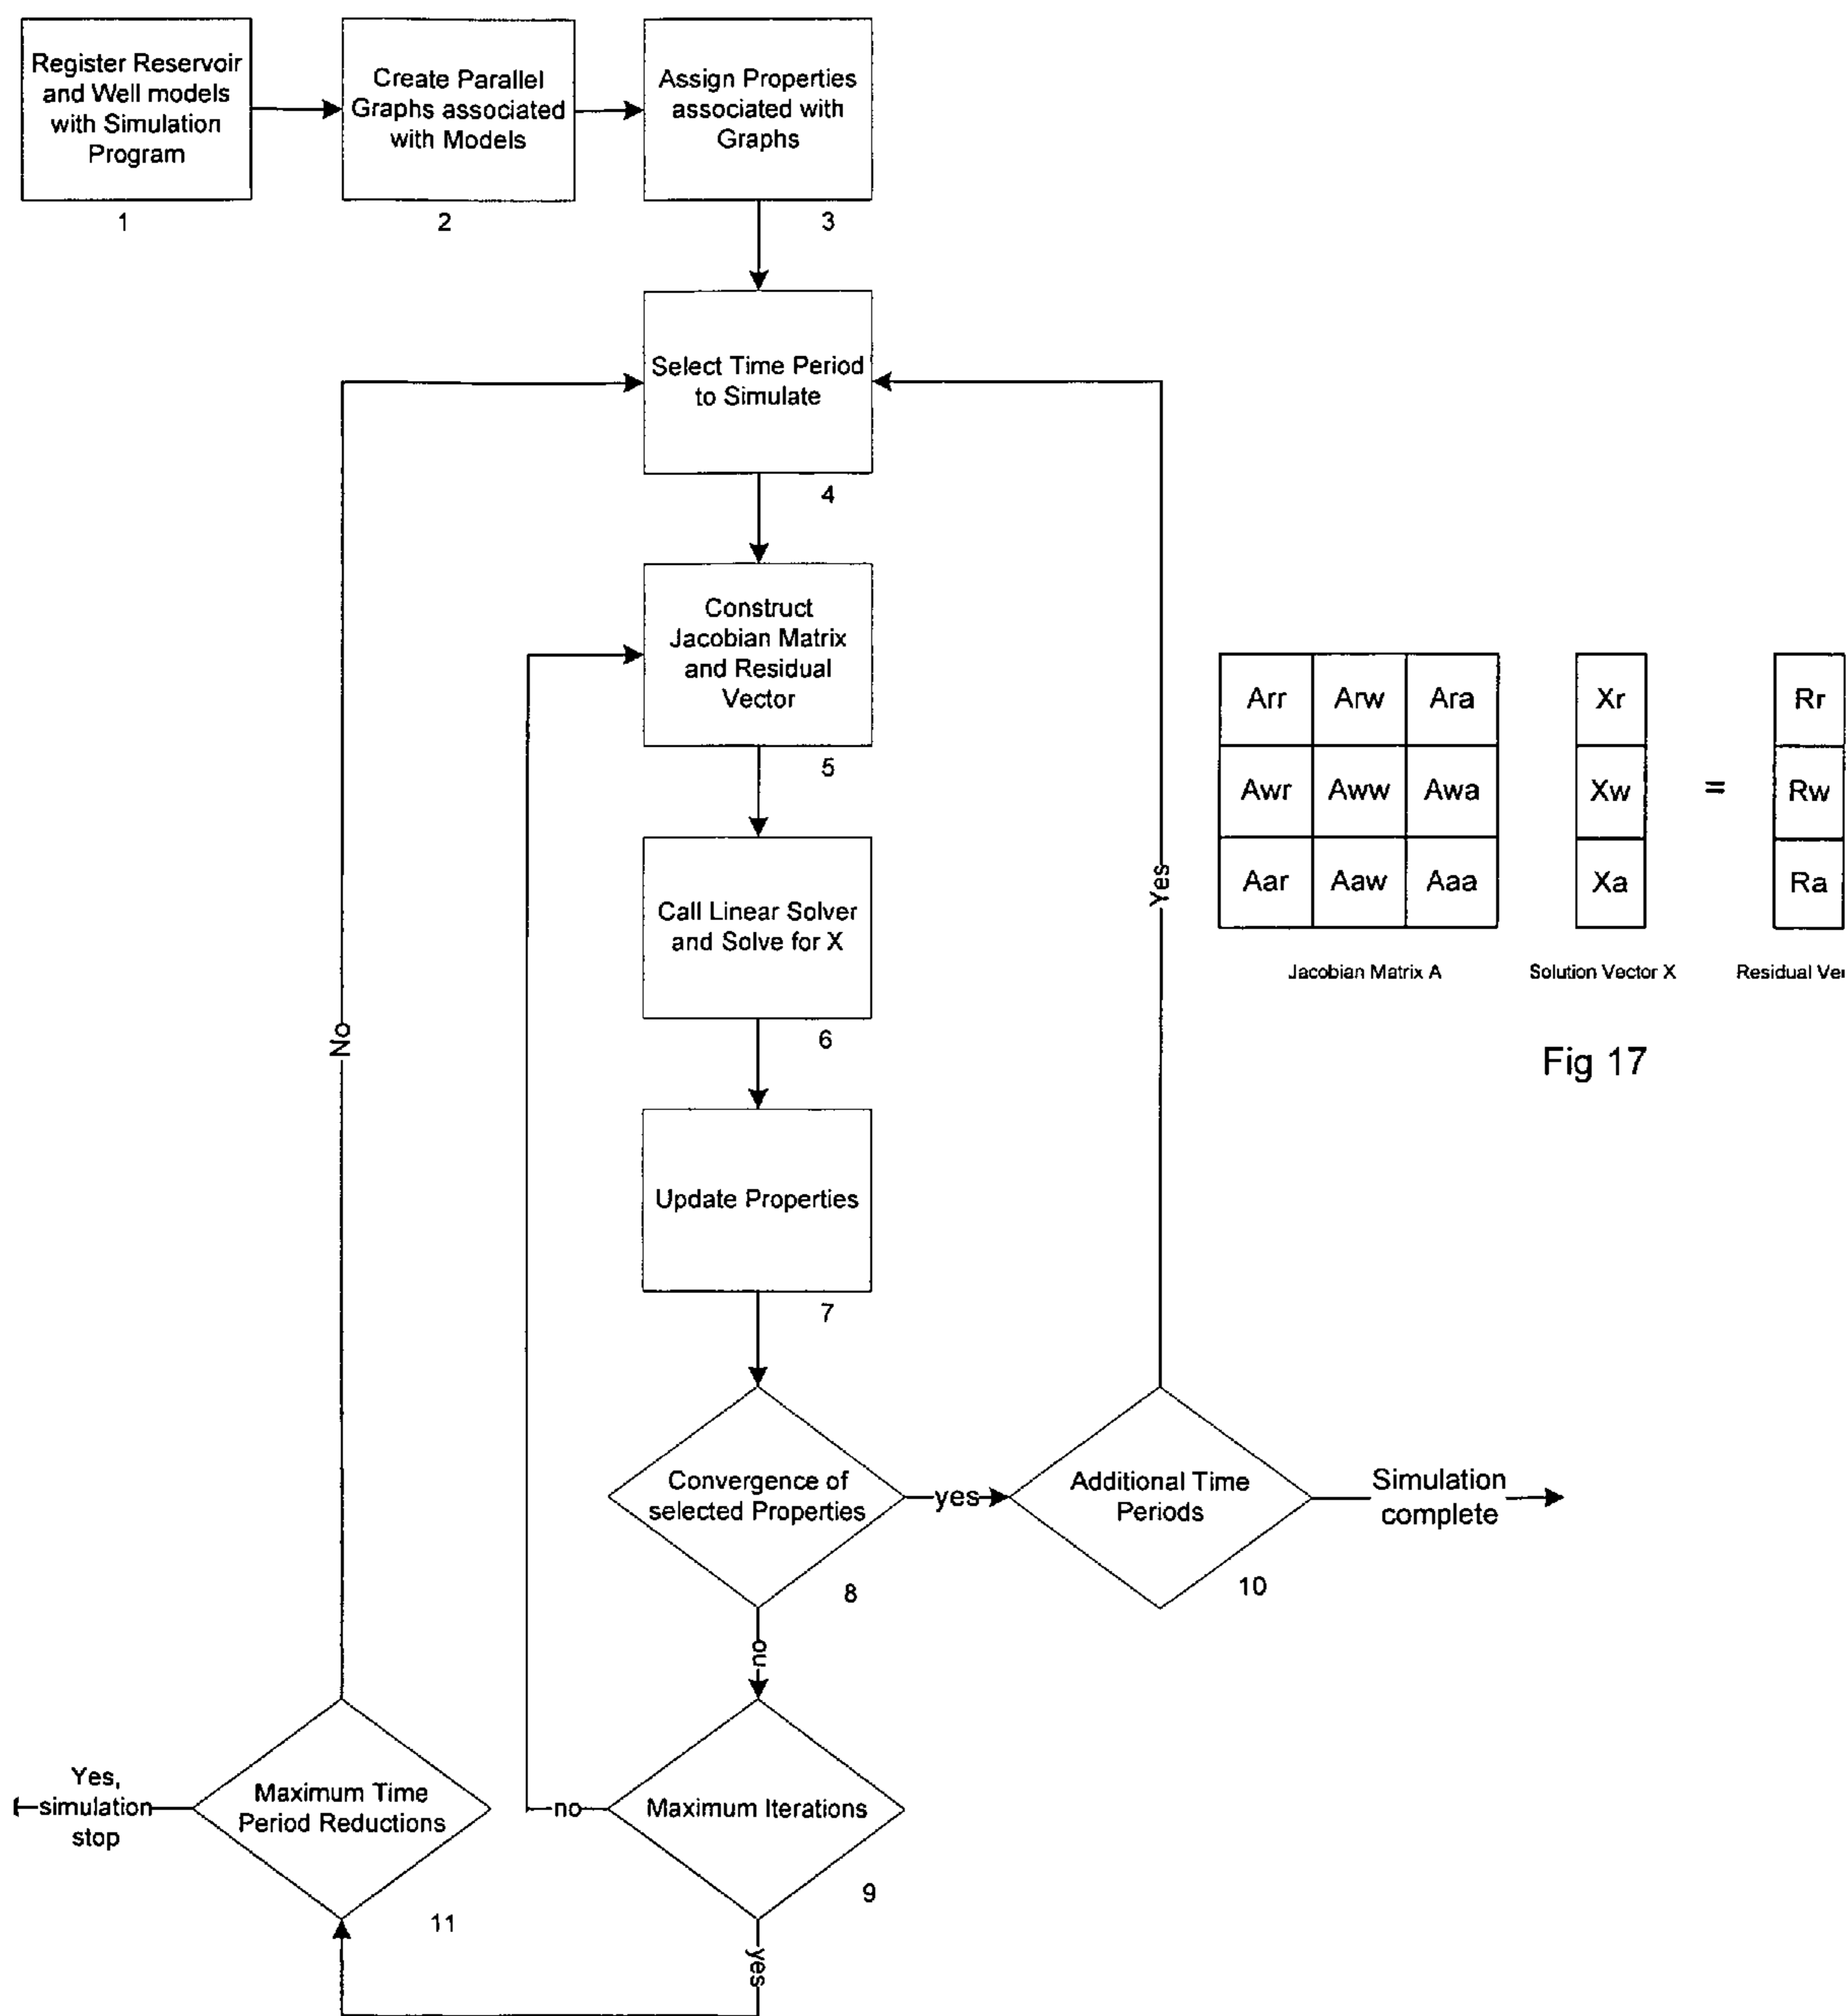 Register Reservoir
and Well models
with Simulation
Program
1
Create Parallel
Graphs associated
with Models
2
Assign Properties
associated with
Graphs
3
Select Time Period
to Simulate
4
Construct
Jacobian Matrix
and Residual
Vector
5
Call Linear Solver
and Solve for X
6
Update Properties
7
Convergence of
selected Properties
8
yes
no
Additional Time
Periods
10
Yes
Simulation
complete
Maximum Iterations
9
no
yes
Maximum Time
Period Reductions
11
No
Yes,
simulation
stop
Arr Arw Ara
Awr Aww Awa
Aar Aaw Aaa
Jacobian Matrix A
Xr
Xw
Xa
Solution Vector X
=
Rr
Rw
Ra
Residual Ve
Fig 17